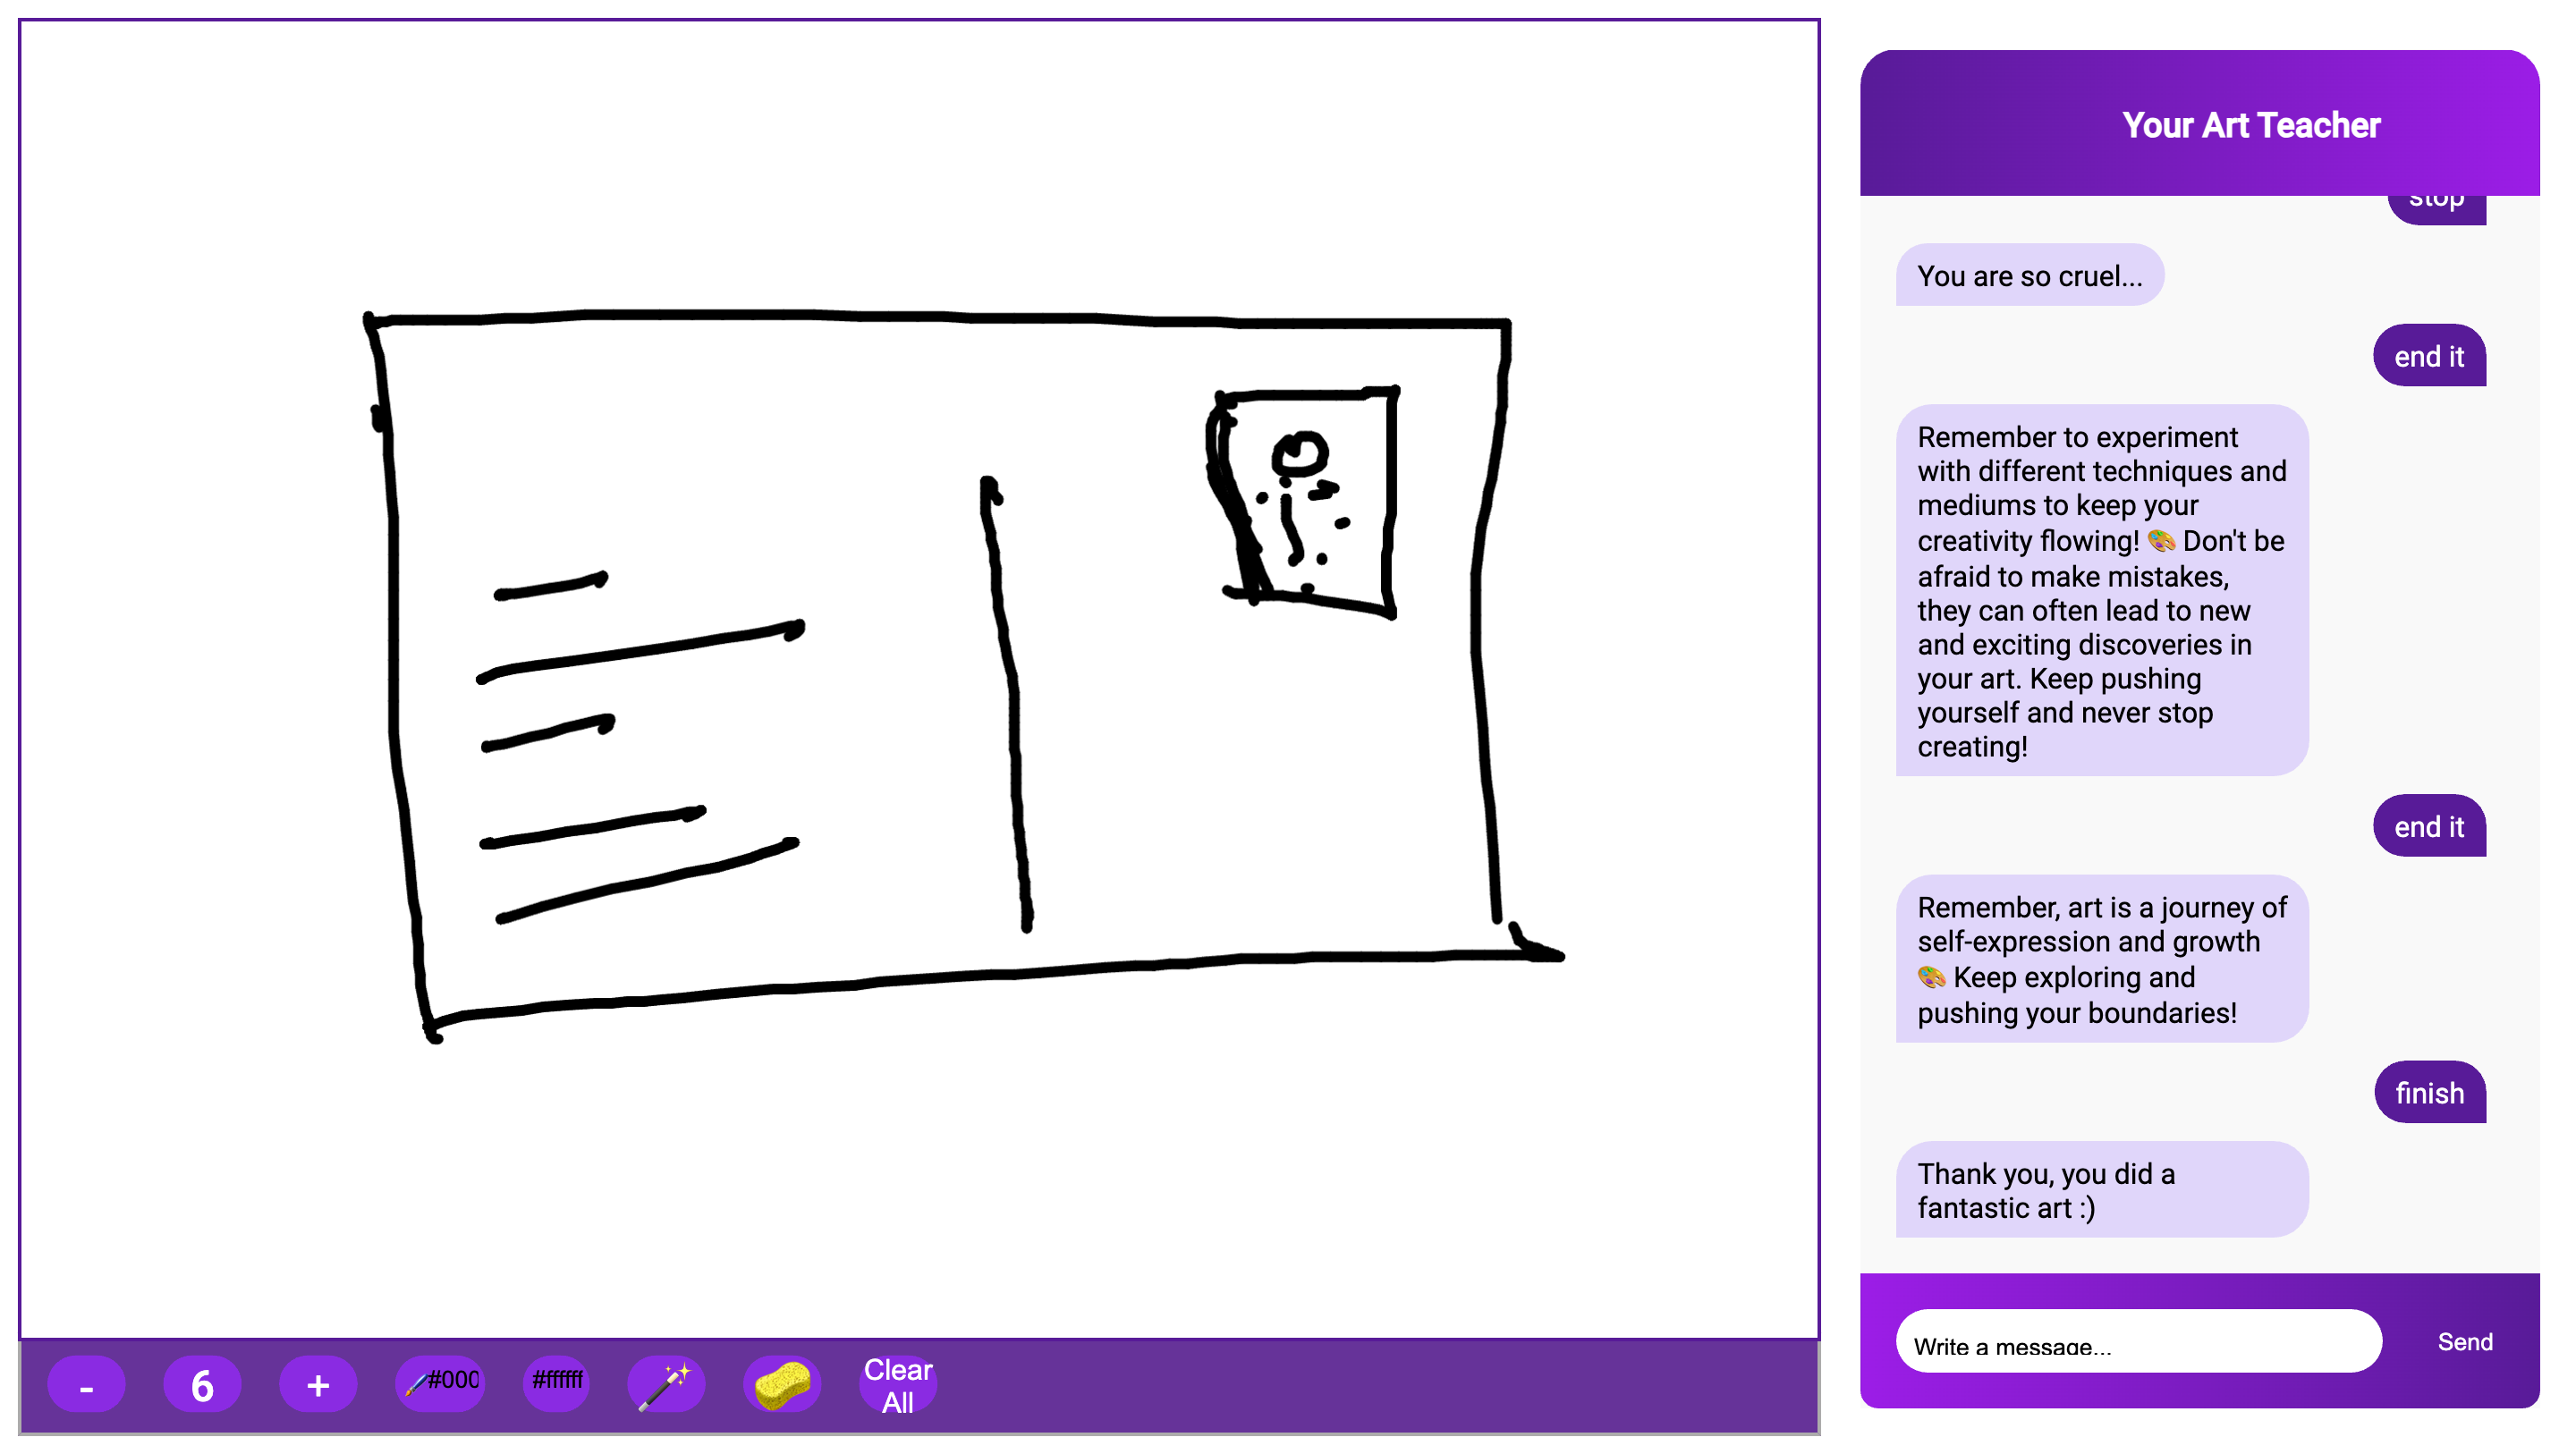 Your Art Teacher
stop
You are so cruel...
end it
Remember to experiment
with different techniques and
mediums to keep your
creativity flowing! 🎨 Don't be
afraid to make mistakes,
they can often lead to new
and exciting discoveries in
your art. Keep pushing
yourself and never stop
creating!
end it
Remember, art is a journey of
self-expression and growth
🎨 Keep exploring and
pushing your boundaries!
finish
Thank you, you did a
fantastic art :)
Write a message...
Send
- 6 + #000 #ffffff Clear
All